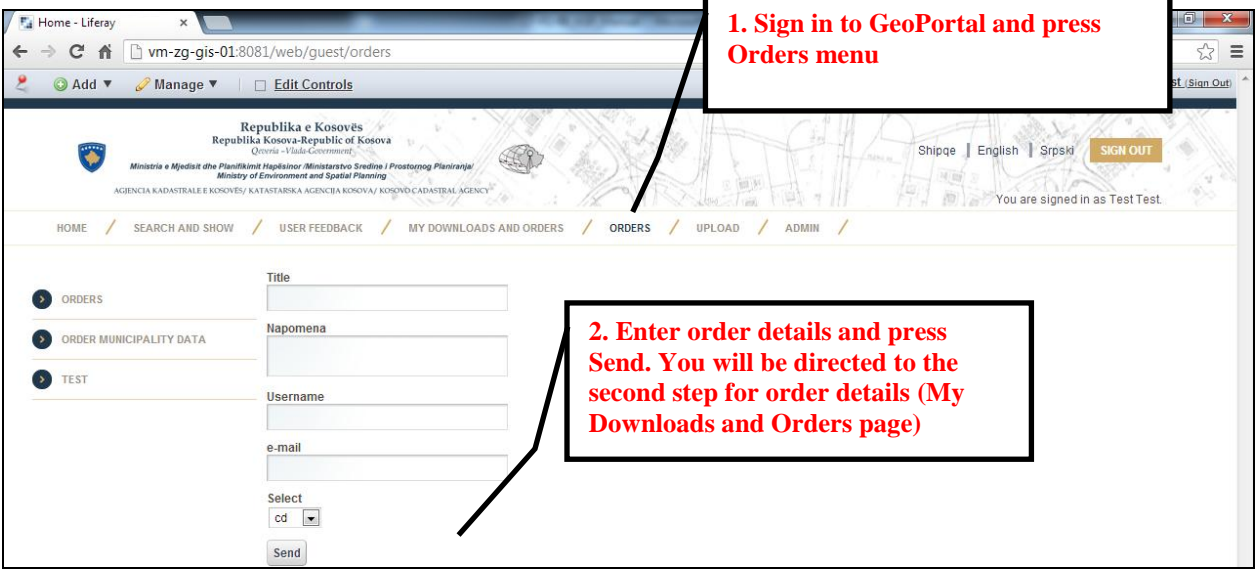 Home - Liferay
1. Sign in to GeoPortal and press
Orders menu
vm-zg-gis-01:8081/web/guest/orders
Add ▼ Manage ▼ Edit Controls
st (Sign Out)
Republika e Kosovës
Republika Kosova-Republic of Kosova
Qeveria -Vlada-Government
Ministria e Mjedisit dhe Planifikimit Hapësinor /Ministarstvo Sredine i Prostornog Planiranja/
Ministry of Environment and Spatial Planning
AGJENCIA KADASTRALE E KOSOVËS/ KATASTARSKA AGENCIJA KOSOVA/ KOSOVO CADASTRAL AGENCY
Shipqe | English | Srpski SIGN OUT
You are signed in as Test Test.
HOME / SEARCH AND SHOW / USER FEEDBACK / MY DOWNLOADS AND ORDERS / ORDERS / UPLOAD / ADMIN /
ORDERS
ORDER MUNICIPALITY DATA
TEST
Title
Napomena
Username
e-mail
Select
cd
Send
2. Enter order details and press
Send. You will be directed to the
second step for order details (My
Downloads and Orders page)